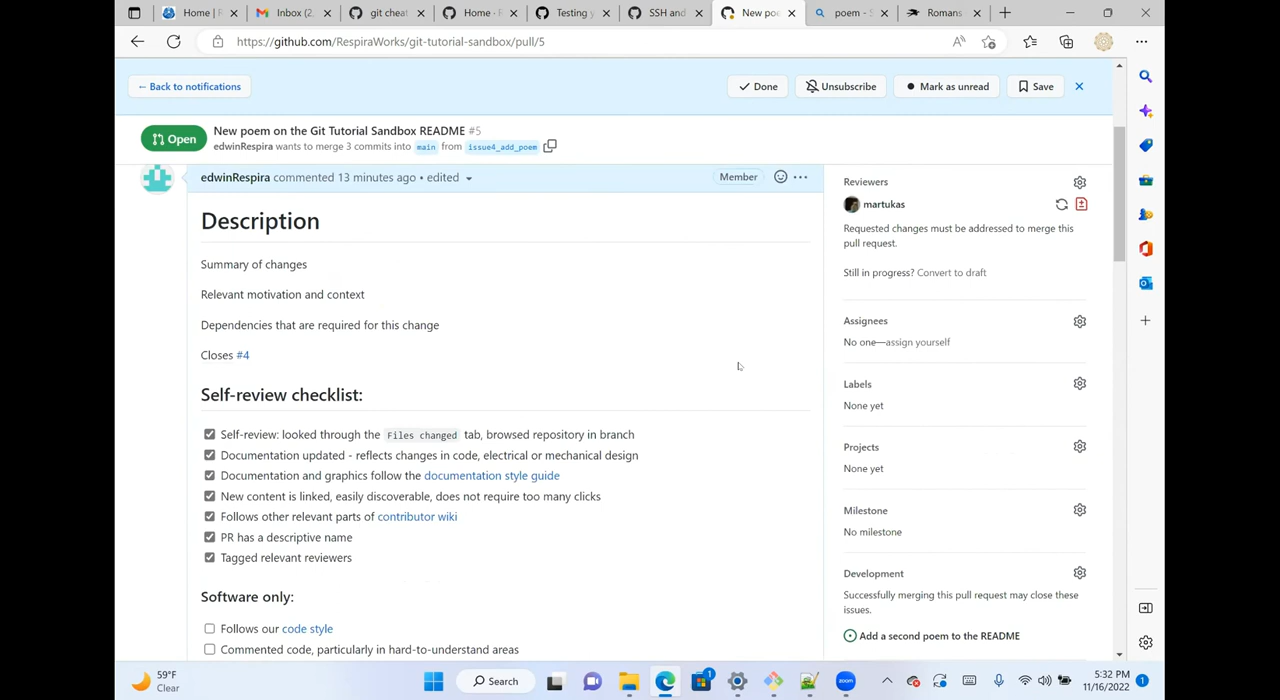 Home | R
Inbox (2,
git cheat
Home · F
Testing y
SSH and
New poe
poem - S
Romans
https://github.com/RespiraWorks/git-tutorial-sandbox/pull/5
← Back to notifications
Done
Unsubscribe
Mark as unread
Save
Open
New poem on the Git Tutorial Sandbox README #5
edwinRespira wants to merge 3 commits into main from issue4_add_poem
edwinRespira commented 13 minutes ago • edited
Member
Description
Summary of changes
Relevant motivation and context
Dependencies that are required for this change
Closes #4
Self-review checklist:
Self-review: looked through the Files changed tab, browsed repository in branch
Documentation updated - reflects changes in code, electrical or mechanical design
Documentation and graphics follow the documentation style guide
New content is linked, easily discoverable, does not require too many clicks
Follows other relevant parts of contributor wiki
PR has a descriptive name
Tagged relevant reviewers
Software only:
Follows our code style
Commented code, particularly in hard-to-understand areas
Reviewers
martukas
Requested changes must be addressed to merge this
pull request.
Still in progress? Convert to draft
Assignees
No one—assign yourself
Labels
None yet
Projects
None yet
Milestone
No milestone
Development
Successfully merging this pull request may close these
issues.
Add a second poem to the README
59°F
Clear
Search
1
zoom
5:32 PM
11/16/2022
1